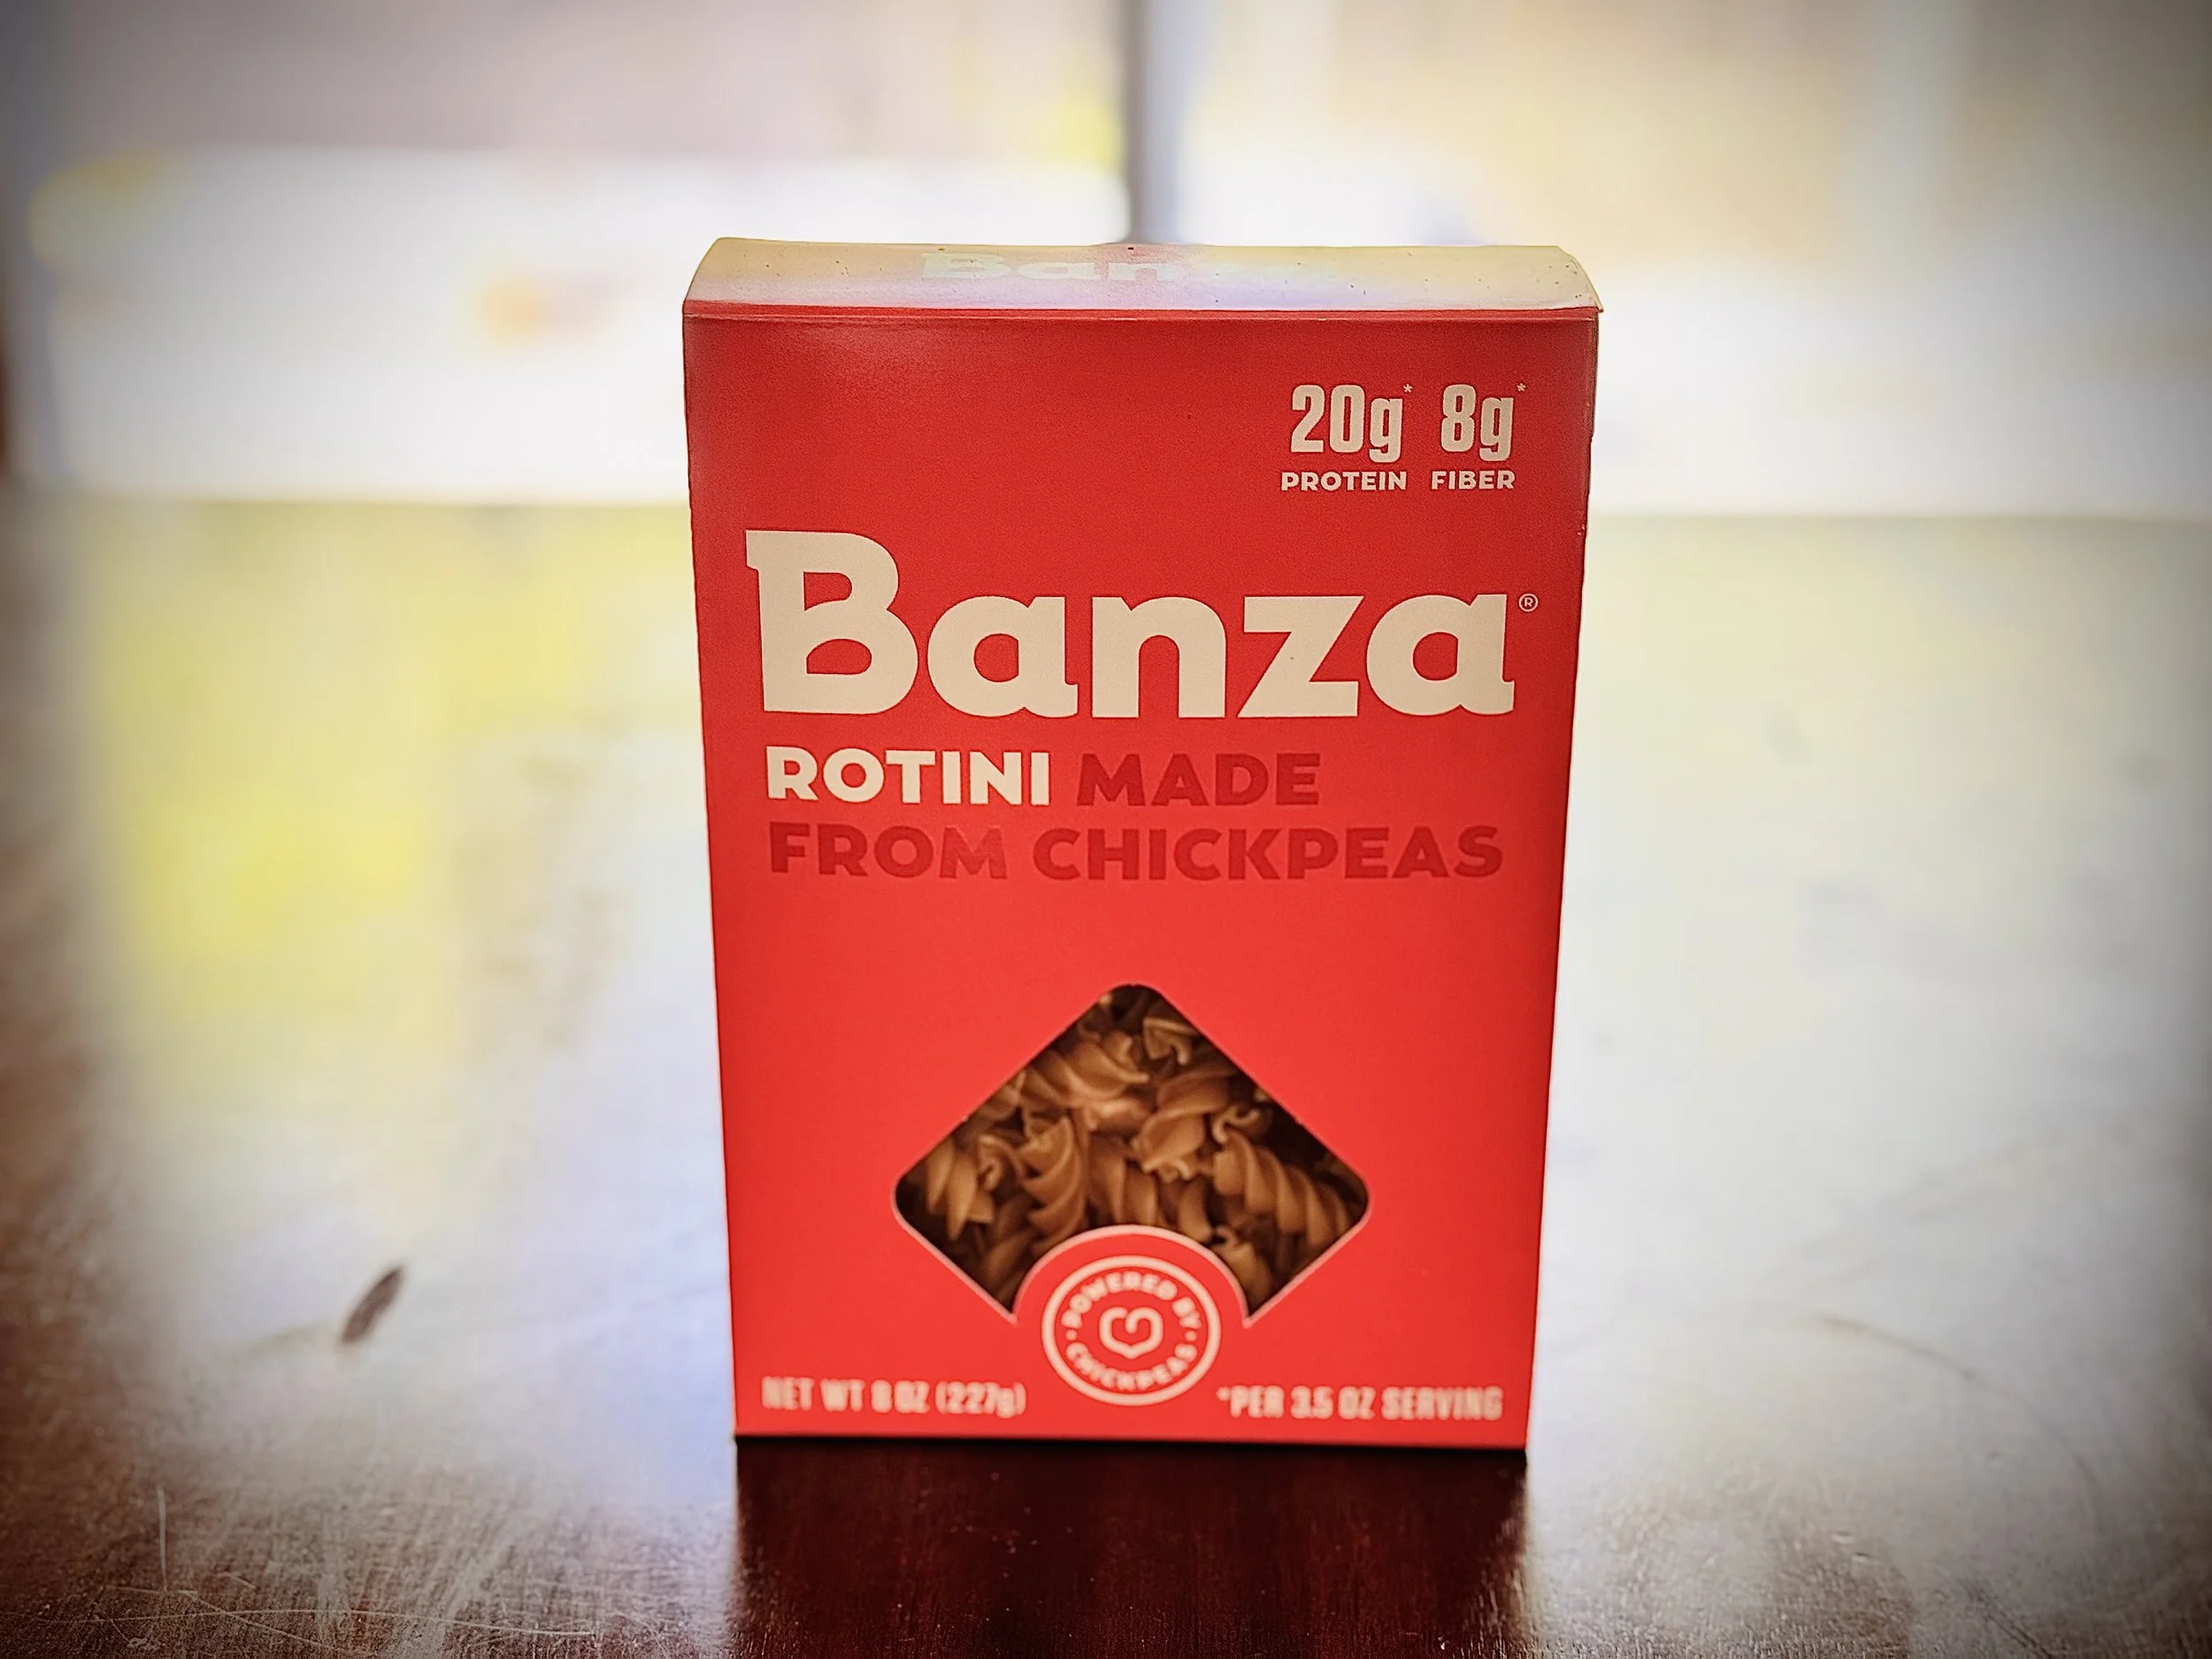 Banza
20g* 8g*
PROTEIN FIBER
Banza®
ROTINI MADE
FROM CHICKPEAS
POWERED BY
CHICKPEAS
NET WT 8 OZ (227g)
*PER 3.5 OZ SERVING